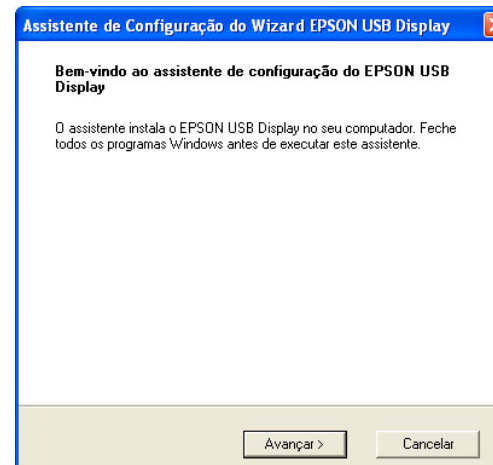 Assistente de Configuração do Wizard EPSON USB Display
Bem-vindo ao assistente de configuração do EPSON USB
Display
O assistente instala o EPSON USB Display no seu computador. Feche
todos os programas Windows antes de executar este assistente.
Avançar >
Cancelar